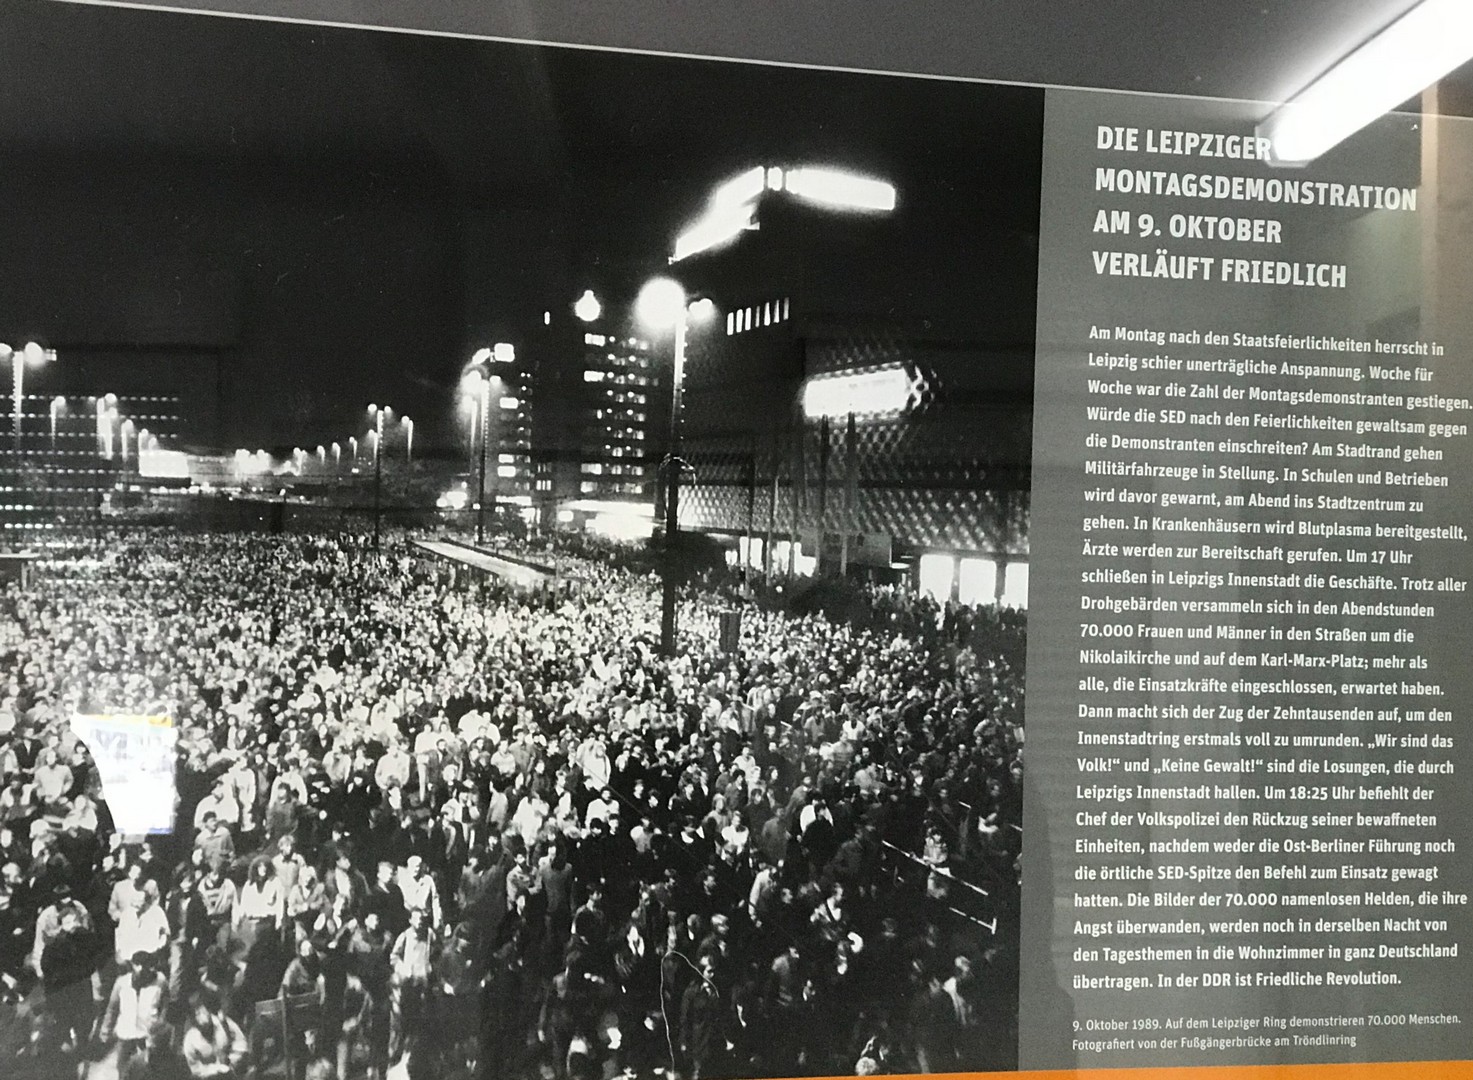 DIE LEIPZIGER
MONTAGSDEMONSTRATION
AM 9. OKTOBER
VERLÄUFT FRIEDLICH
Am Montag nach den Staatsfeierlichkeiten herrscht in
Leipzig schier unerträgliche Anspannung. Woche für
Woche war die Zahl der Montagsdemonstranten gestiegen.
Würde die SED nach den Feierlichkeiten gewaltsam gegen
die Demonstranten einschreiten? Am Stadtrand gehen
Militärfahrzeuge in Stellung. In Schulen und Betrieben
wird davor gewarnt, am Abend ins Stadtzentrum zu
gehen. In Krankenhäusern wird Blutplasma bereitgestellt,
Ärzte werden zur Bereitschaft gerufen. Um 17 Uhr
schließen in Leipzigs Innenstadt die Geschäfte. Trotz aller
Drohgebärden versammeln sich in den Abendstunden
70.000 Frauen und Männer in den Straßen um die
Nikolaikirche und auf dem Karl-Marx-Platz; mehr als
alle, die Einsatzkräfte eingeschlossen, erwartet haben.
Dann macht sich der Zug der Zehntausenden auf, um den
Innenstadtring erstmals voll zu umrunden. „Wir sind das
Volk!“ und „Keine Gewalt!“ sind die Losungen, die durch
Leipzigs Innenstadt hallen. Um 18:25 Uhr befiehlt der
Chef der Volkspolizei den Rückzug seiner bewaffneten
Einheiten, nachdem weder die Ost-Berliner Führung noch
die örtliche SED-Spitze den Befehl zum Einsatz gewagt
hatten. Die Bilder der 70.000 namenlosen Helden, die ihre
Angst überwanden, werden noch in derselben Nacht von
den Tagesthemen in die Wohnzimmer in ganz Deutschland
übertragen. In der DDR ist Friedliche Revolution.
9. Oktober 1989. Auf dem Leipziger Ring demonstrieren 70.000 Menschen.
Fotografiert von der Fußgängerbrücke am Tröndlinring